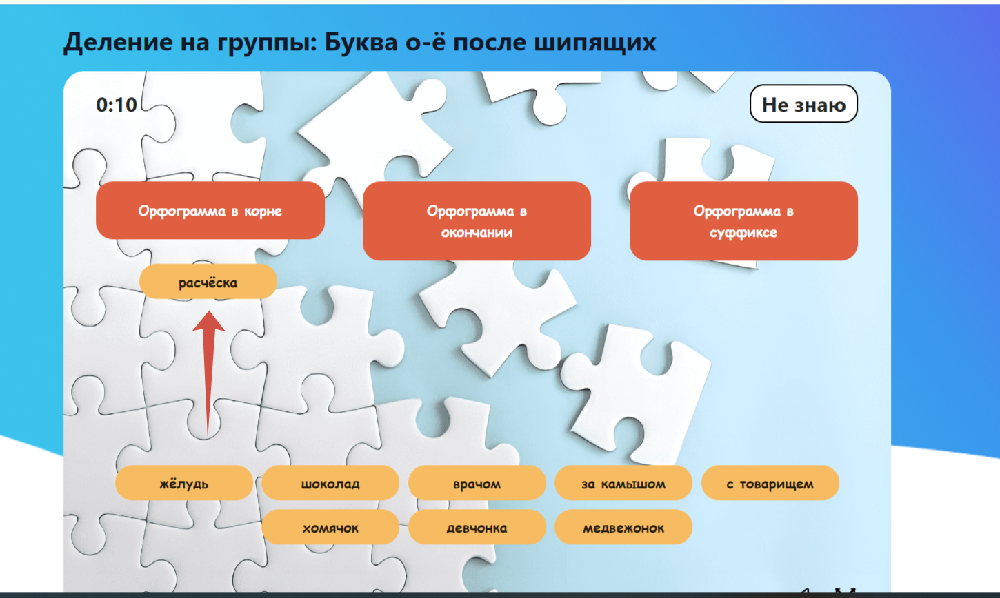 Деление на группы: Буква о-ё после шипящих
0:10
Не знаю
Орфограмма в корне
Орфограмма в
окончании
Орфограмма в
суффиксе
расчёска
жёлудь
шоколад
врачом
за камышом
с товарищем
хомячок
девчонка
медвежонок